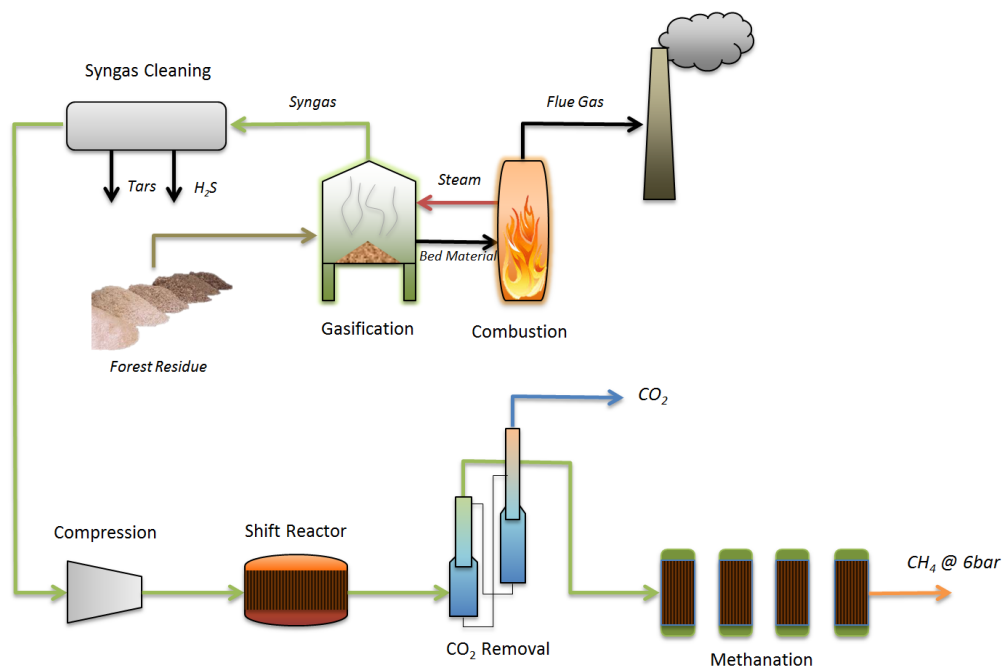 Syngas Cleaning
Syngas
Flue Gas
Tars
H₂S
Steam
Bed Material
Gasification
Combustion
Forest Residue
CO₂
Compression
Shift Reactor
CH₄ @ 6bar
CO₂ Removal
Methanation